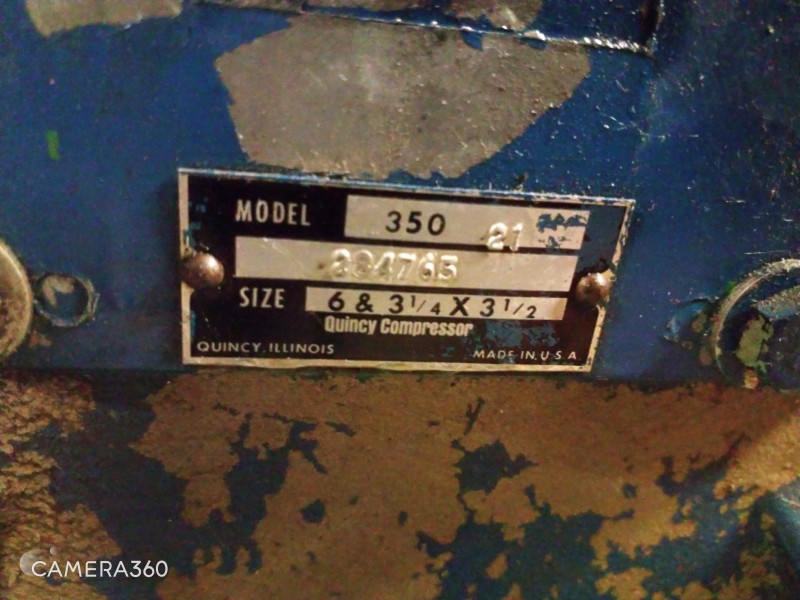 MODEL 350 21
SIZE 6 & 3 1/4 X 3 1/2
Quincy Compressor
QUINCY, ILLINOIS MADE IN U.S.A.
CAMERA360